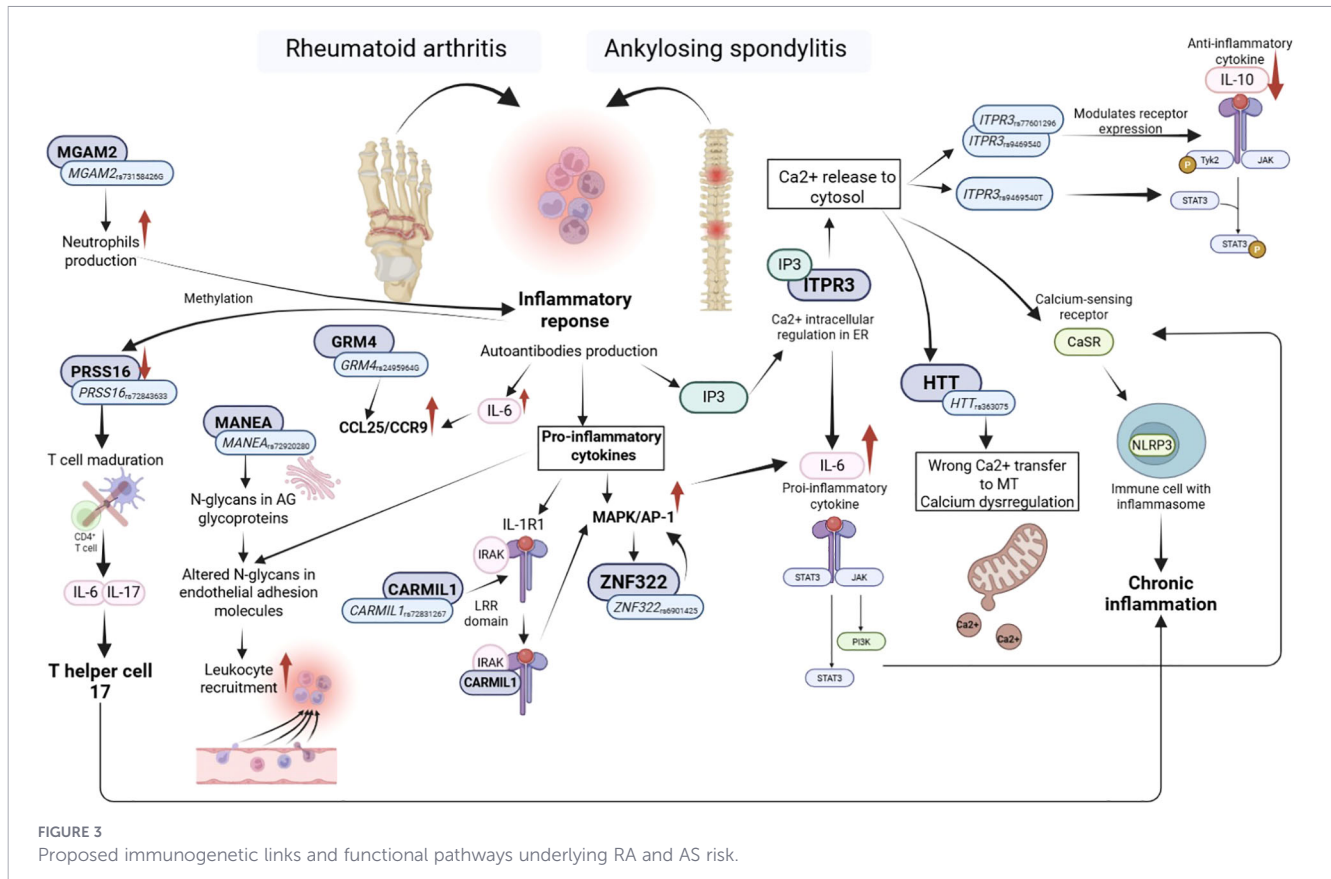 Rheumatoid arthritis
Ankylosing spondylitis
Anti-inflammatory
cytokine
IL-10
ITPR3rs77601296
ITPR3rs9469540
Modulates receptor
expression
P
Tyk2
JAK
ITPR3rs9469540T
STAT3
STAT3
P
MGAM2
MGAM2rs73158426G
Neutrophils
production
Methylation
Ca2+ release to
cytosol
IP3
ITPR3
Ca2+ intracellular
regulation in ER
Inflammatory
reponse
Autoantibodies production
GRM4
GRM4rs2495964G
CCL25/CCR9
IL-6
IP3
PRSS16
PRSS16rs72843633
T cell maturation
CD4+
T cell
IL-6
IL-17
T helper cell
17
MANEA
MANEArs72920280
N-glycans in AG
glycoproteins
Altered N-glycans in
endothelial adhesion
molecules
Leukocyte
recruitment
Pro-inflammatory
cytokines
IL-1R1
IRAK
CARMIL1
CARMIL1rs72831267
LRR
domain
IRAK
CARMIL1
MAPK/AP-1
ZNF322
ZNF322rs6901425
IL-6
Proi-inflammatory
cytokine
STAT3
JAK
PI3K
STAT3
HTT
HTTrs363075
Wrong Ca2+ transfer
to MT
Calcium dysrregulation
Ca2+
Ca2+
Calcium-sensing
receptor
CaSR
NLRP3
Immune cell with
inflammasome
Chronic
inflammation
FIGURE 3
Proposed immunogenetic links and functional pathways underlying RA and AS risk.